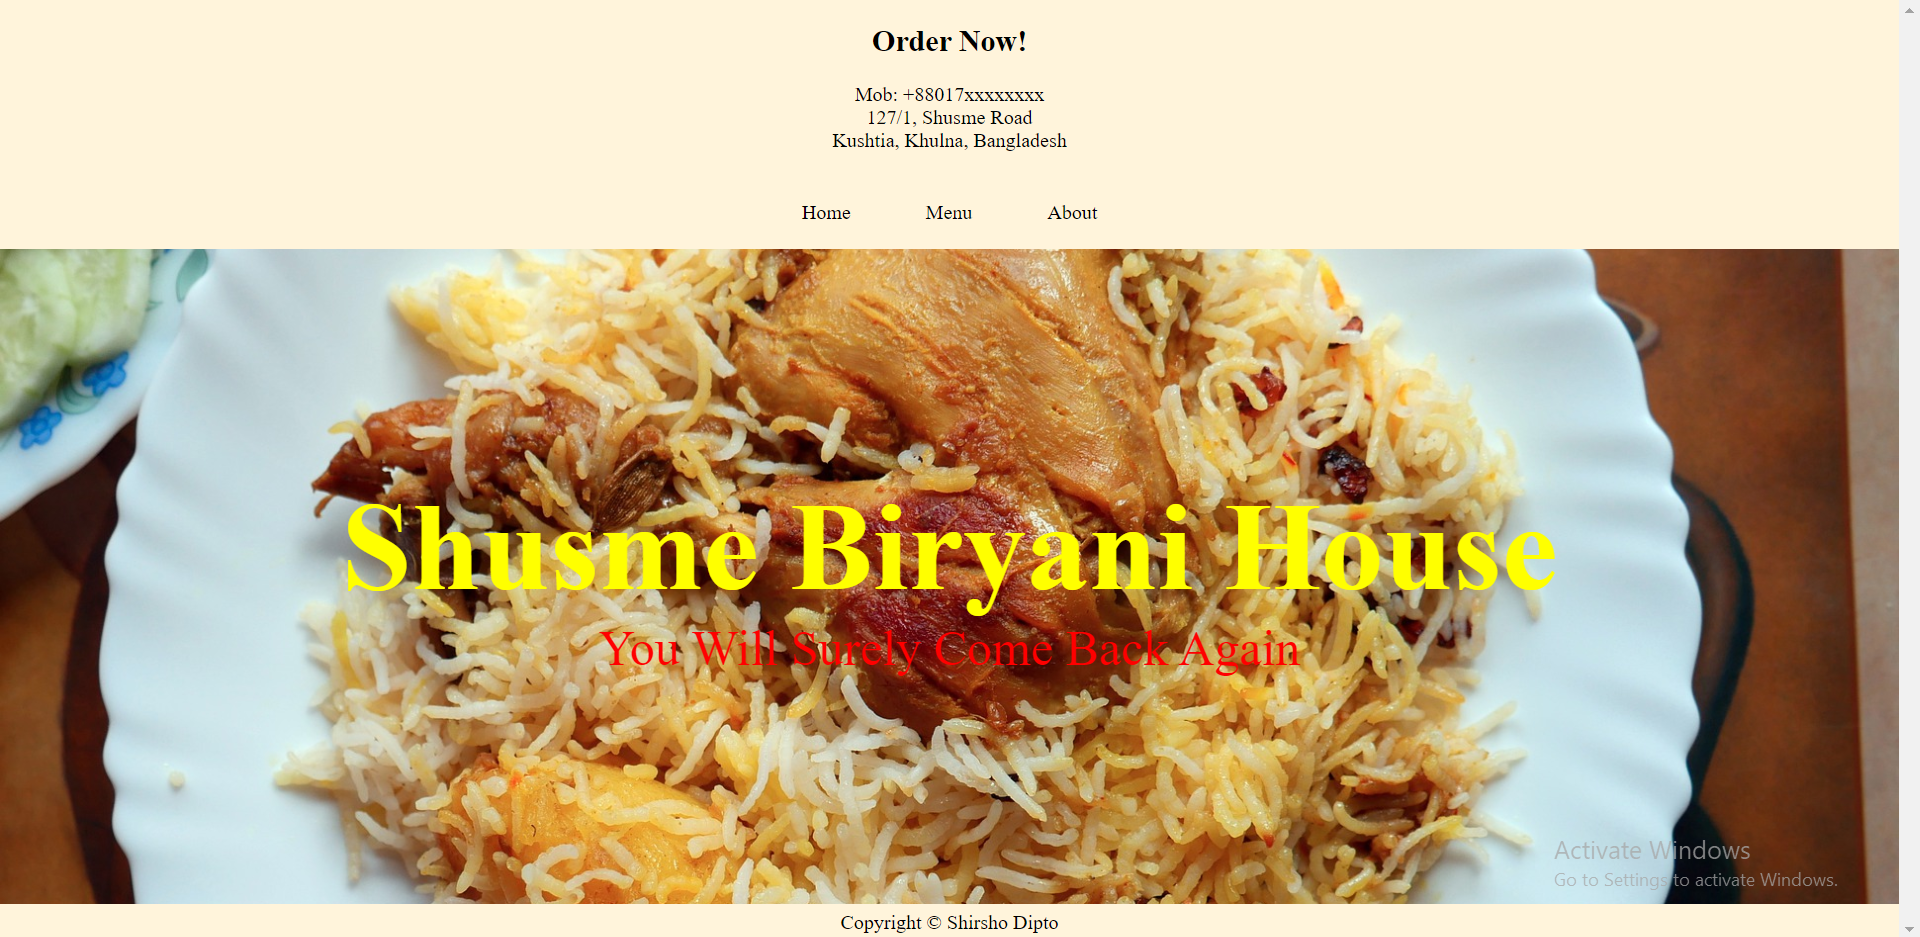 Order Now!
Mob: +88017xxxxxxxx
127/1, Shusme Road
Kushtia, Khulna, Bangladesh
Home Menu About
Shusme Biryani House
You Will Surely Come Back Again
Activate Windows
Go to Settings to activate Windows.
Copyright © Shirsho Dipto